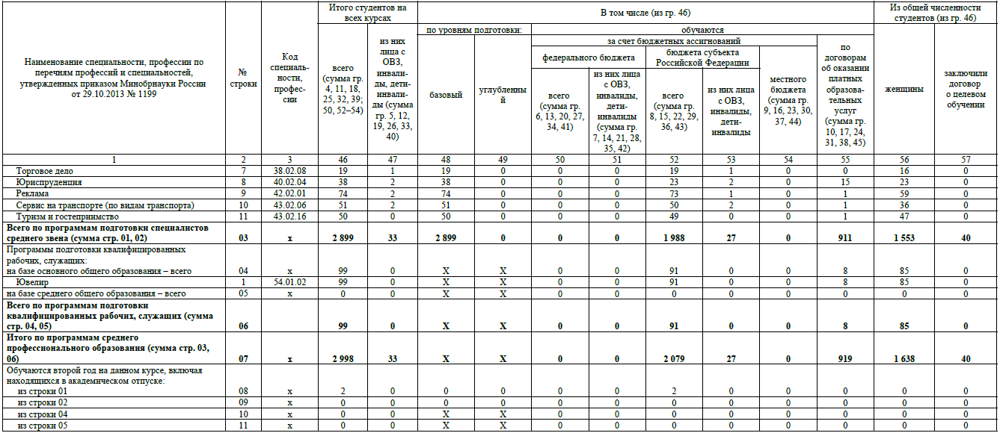 Наименование специальности, профессии по
перечням профессий и специальностей,
утвержденных приказом Минобрнауки России
от 29.10.2013 № 1199
№
строки
Код
специаль-
ности,
профес-
сии
Итого студентов на
всех курсах
всего
(сумма гр.
4, 11, 18,
25, 32, 39;
50, 52–54)
из них
лица с
ОВЗ,
инвали-
ды, дети-
инвали-
ды (сумма
гр. 5, 12,
19, 26, 33,
40)
В том числе (из гр. 46)
по уровням подготовки:
базовый
углубленны
й
обучаются
за счет бюджетных ассигнований
федерального бюджета
всего
(сумма гр.
6, 13, 20, 27,
34, 41)
из них лица
с ОВЗ,
инвалиды,
дети-
инвалиды
(сумма гр.
7, 14, 21, 28,
35, 42)
бюджета субъекта
Российской Федерации
всего
(сумма гр.
8, 15, 22, 29,
36, 43)
из них лица
с ОВЗ,
инвалиды,
дети-
инвалиды
местного
бюджета
(сумма гр.
9, 16, 23, 30,
37, 44)
по
договорам
об оказании
платных
образова-
тельных
услуг
(сумма гр.
10, 17, 24,
31, 38, 45)
Из общей численности
студентов (из гр. 46)
женщины
заключили
договор
о целевом
обучении
1 2 3 46 47 48 49 50 51 52 53 54 55 56 57
Торговое дело 7 38.02.08 19 1 19 0 0 0 19 1 0 0 16 0
Юриспруденция 8 40.02.04 38 2 38 0 0 0 23 2 0 15 23 0
Реклама 9 42.02.01 74 2 74 0 0 0 73 1 0 1 59 0
Сервис на транспорте (по видам транспорта) 10 43.02.06 51 2 51 0 0 0 50 2 0 1 36 0
Туризм и гостеприимство 11 43.02.16 50 0 50 0 0 0 49 0 0 1 47 0
Всего по программам подготовки специалистов
среднего звена (сумма стр. 01, 02) 03 х 2 899 33 2 899 0 0 0 1 988 27 0 911 1 553 40
Программы подготовки квалифицированных
рабочих, служащих:
на базе основного общего образования – всего 04 х 99 0 X X 0 0 91 0 0 8 85 0
Ювелир 1 54.01.02 99 0 X X 0 0 91 0 0 8 85 0
на базе среднего общего образования – всего 05 х 0 0 X X 0 0 0 0 0 0 0 0
Всего по программам подготовки
квалифицированных рабочих, служащих (сумма
стр. 04, 05) 06 99 0 X X 0 0 91 0 0 8 85 0
Итого по программам среднего
профессионального образования (сумма стр. 03,
06) 07 х 2 998 33 X X 0 0 2 079 27 0 919 1 638 40
Обучаются второй год на данном курсе, включая
находящихся в академическом отпуске:
из строки 01 08 х 2 0 0 0 0 0 2 0 0 0 0 0
из строки 02 09 х 0 0 0 0 0 0 0 0 0 0 0 0
из строки 04 10 х 0 0 X X 0 0 0 0 0 0 0 0
из строки 05 11 х 0 0 X X 0 0 0 0 0 0 0 0